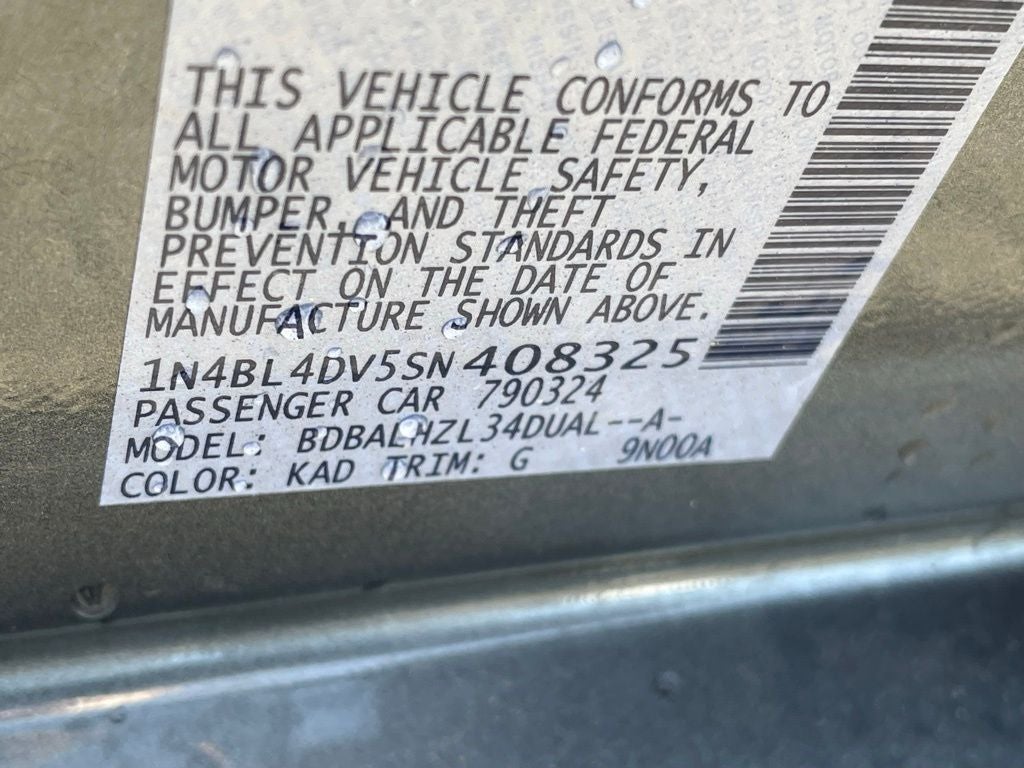 THIS VEHICLE CONFORMS TO
ALL APPLICABLE FEDERAL
MOTOR VEHICLE SAFETY,
BUMPER, AND THEFT
PREVENTION STANDARDS IN
EFFECT ON THE DATE OF
MANUFACTURE SHOWN ABOVE.
1N4BL4DV5SN408325
PASSENGER CAR 790324
MODEL: BDBALHZL34DUAL--A-
COLOR: KAD TRIM: G 9N00A